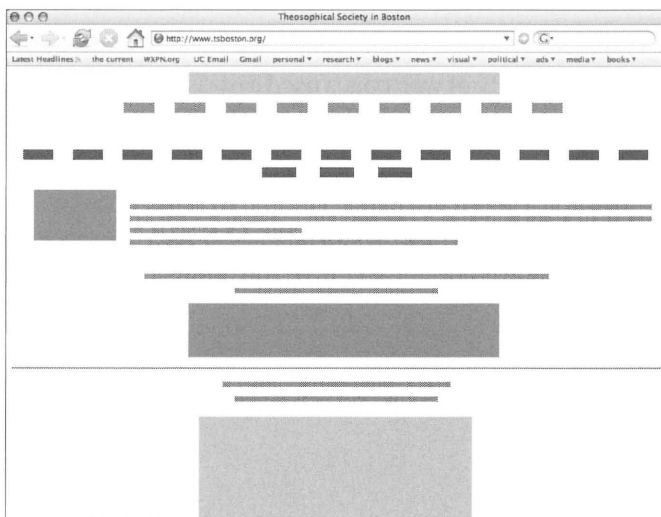 Theosophical Society in Boston
http://www.tsboston.org/
G
Latest Headlines the current WXPN.org UC Email Gmail personal research blogs news visual political ads media books